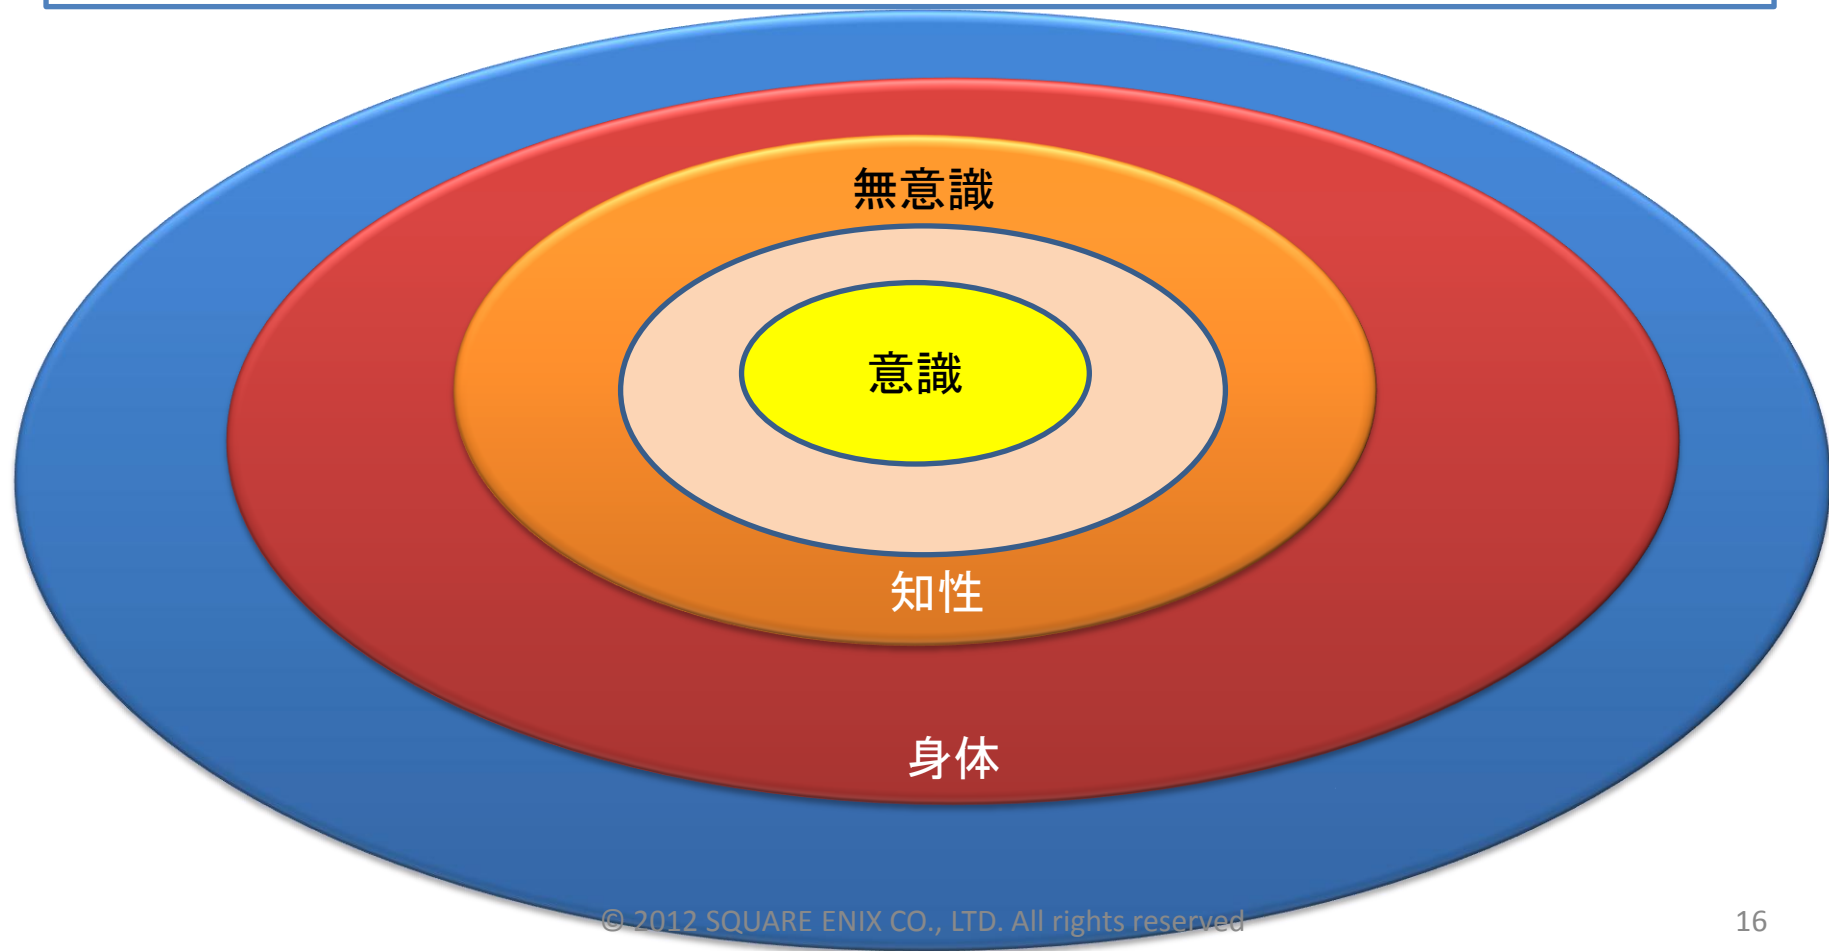 無意識
意識
知性
身体
© 2012 SQUARE ENIX CO., LTD. All rights reserved
16